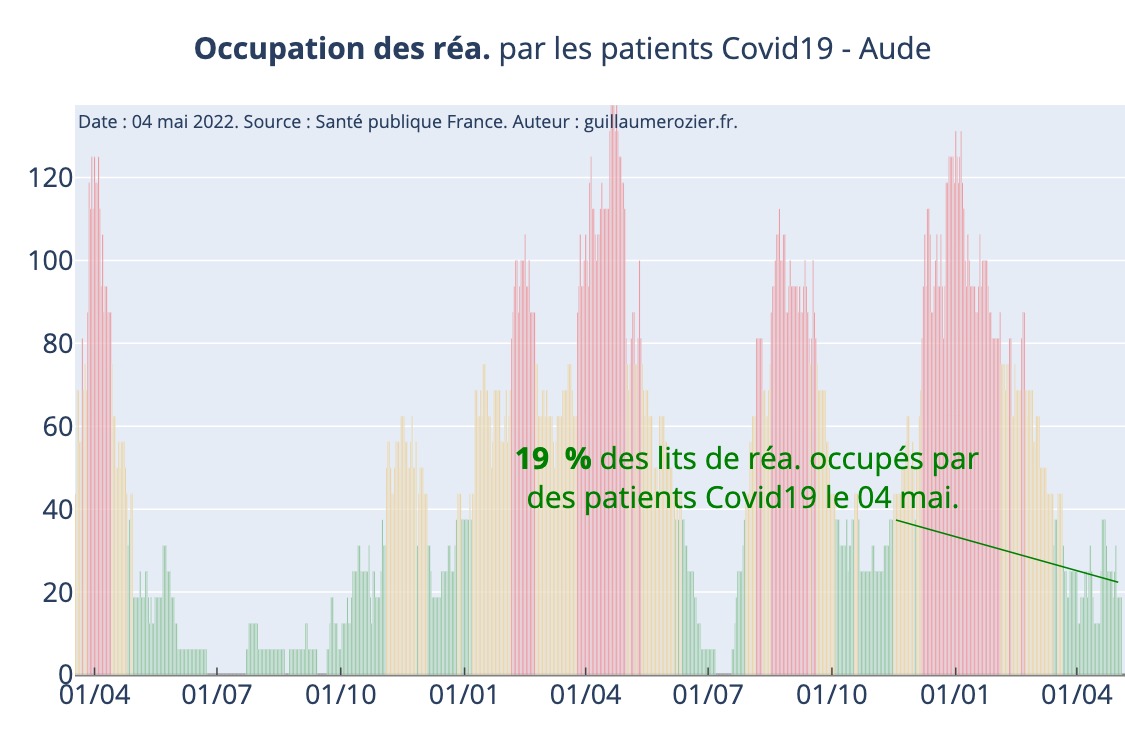 Occupation des réa. par les patients Covid19 - Aude
Date : 04 mai 2022. Source : Santé publique France. Auteur : guillaumerozier.fr.
120
100
80
60
19 % des lits de réa. occupés par
des patients Covid19 le 04 mai.
40
20
0
01/04 01/07 01/10 01/01 01/04 01/07 01/10 01/01 01/04